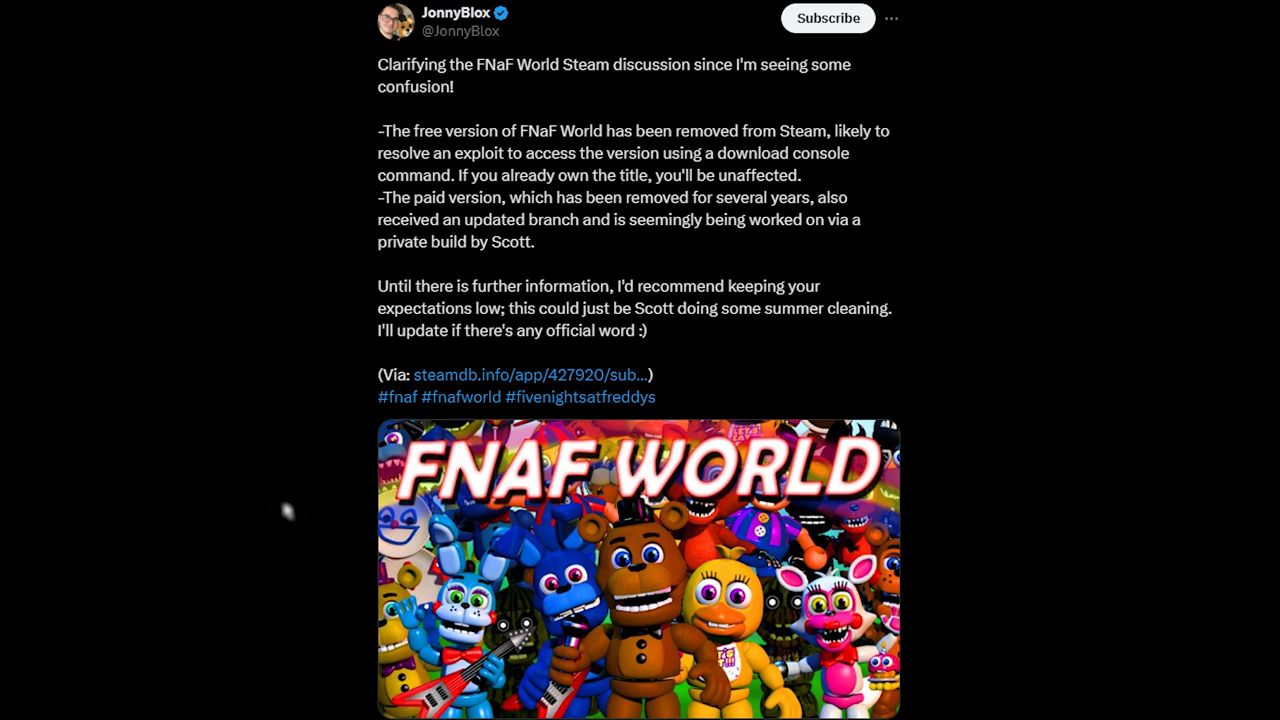 JonnyBlox
@JonnyBlox
Subscribe
Clarifying the FNaF World Steam discussion since I'm seeing some
confusion!
-The free version of FNaF World has been removed from Steam, likely to
resolve an exploit to access the version using a download console
command. If you already own the title, you'll be unaffected.
-The paid version, which has been removed for several years, also
received an updated branch and is seemingly being worked on via a
private build by Scott.
Until there is further information, I'd recommend keeping your
expectations low; this could just be Scott doing some summer cleaning.
I'll update if there's any official word :)
(Via: steamdb.info/app/427920/sub...)
#fnaf #fnafworld #fivenightsatfreddys
FNAF WORLD